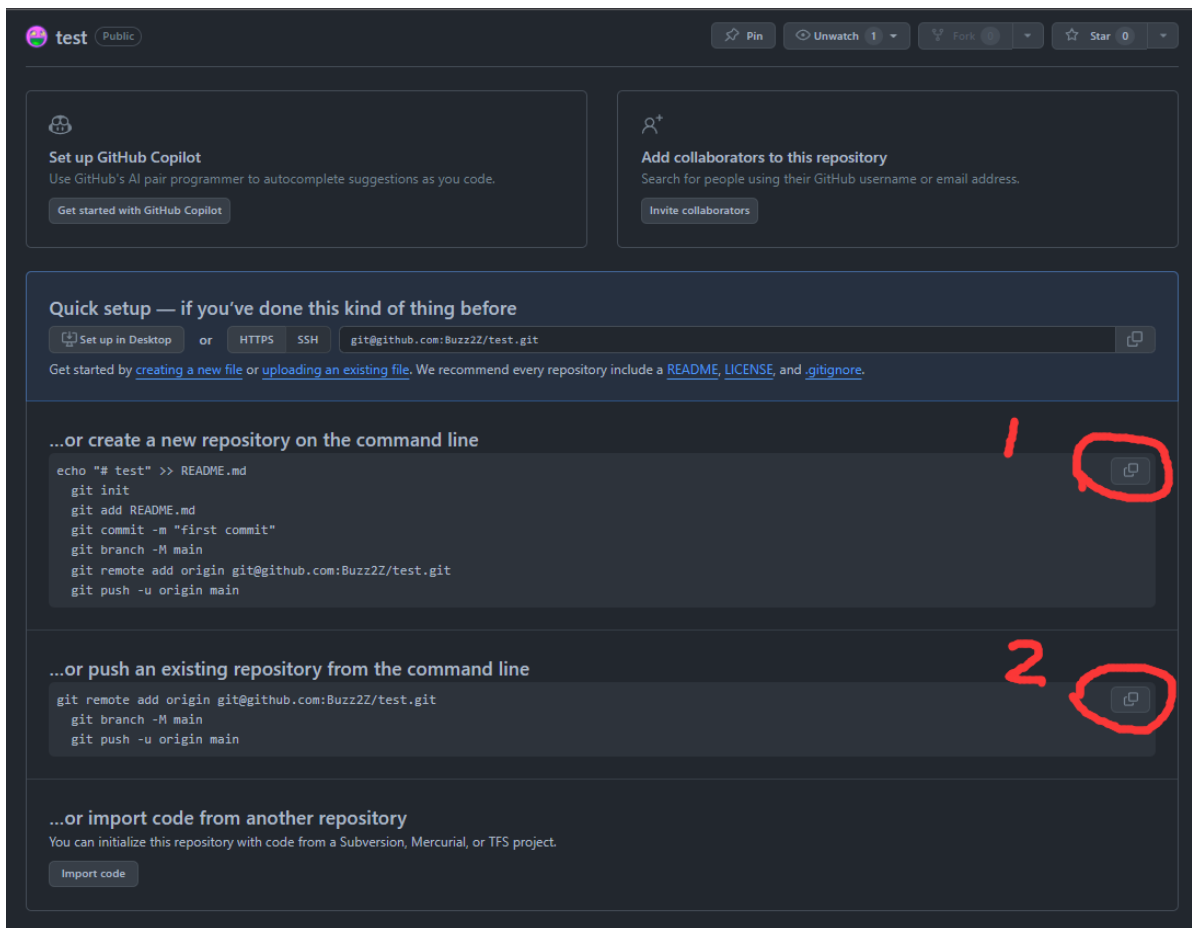 test Public
Pin
Unwatch 1
Fork 0
Star 0
Set up GitHub Copilot
Use GitHub's AI pair programmer to autocomplete suggestions as you code.
Get started with GitHub Copilot
Add collaborators to this repository
Search for people using their GitHub username or email address.
Invite collaborators
Quick setup — if you've done this kind of thing before
Set up in Desktop or HTTPS SSH git@github.com:Buzz2Z/test.git
Get started by creating a new file or uploading an existing file. We recommend every repository include a README, LICENSE, and .gitignore.
…or create a new repository on the command line
1
echo "# test" >> README.md
git init
git add README.md
git commit -m "first commit"
git branch -M main
git remote add origin git@github.com:Buzz2Z/test.git
git push -u origin main
…or push an existing repository from the command line
2
git remote add origin git@github.com:Buzz2Z/test.git
git branch -M main
git push -u origin main
…or import code from another repository
You can initialize this repository with code from a Subversion, Mercurial, or TFS project.
Import code